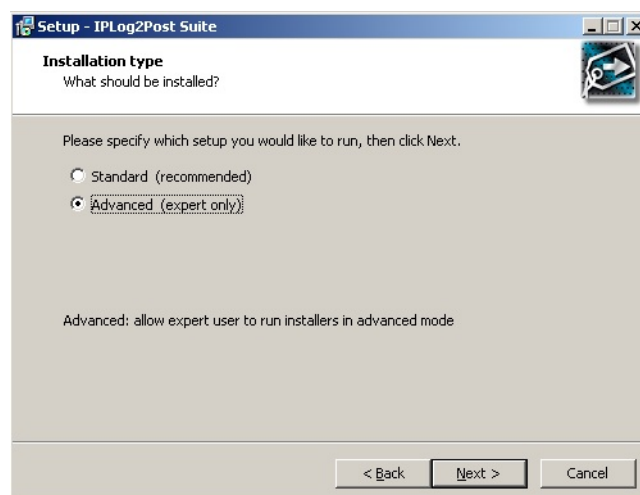 Setup - IPLog2Post Suite
Installation type
What should be installed?
Please specify which setup you would like to run, then click Next.
Standard (recommended)
Advanced (expert only)
Advanced: allow expert user to run installers in advanced mode
< Back Next > Cancel